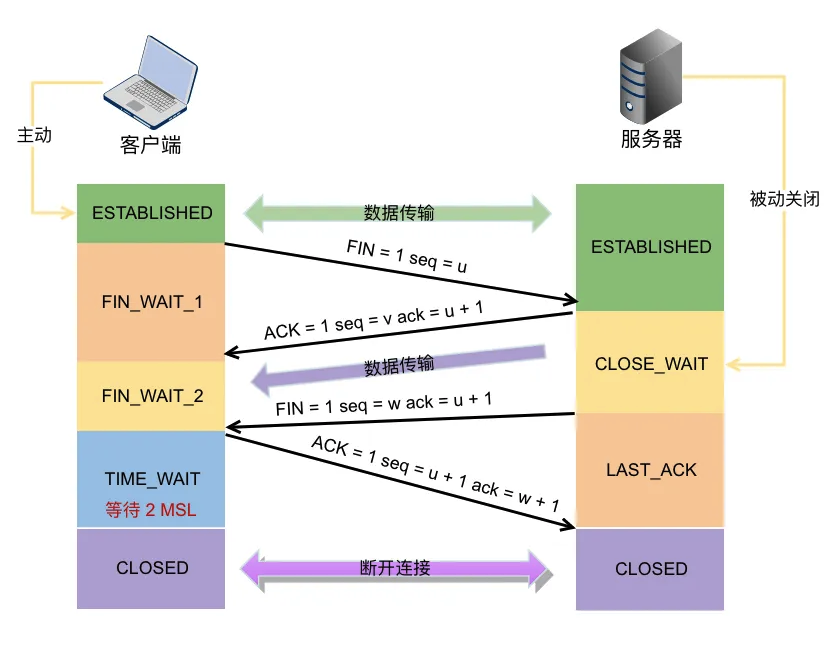 客户端
服务器
主动
被动关闭
ESTABLISHED
数据传输
ESTABLISHED
FIN = 1 seq = u
FIN_WAIT_1
ACK = 1 seq = v ack = u + 1
数据传输
CLOSE_WAIT
FIN_WAIT_2
FIN = 1 seq = w ack = u + 1
ACK = 1 seq = u + 1 ack = w + 1
TIME_WAIT
等待 2 MSL
LAST_ACK
CLOSED
断开连接
CLOSED